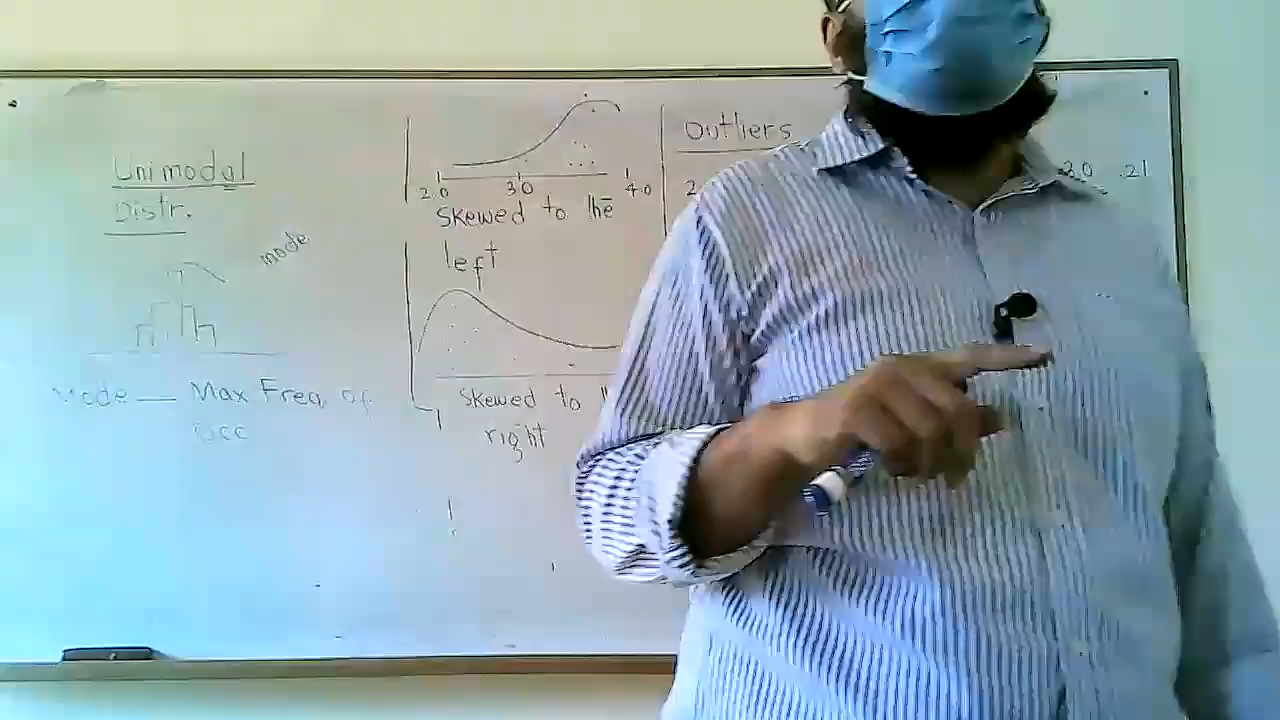 Unimodal
Distr.
mode
Mode — Max Freq. of
Occ
2.0 3.0 4.0
Skewed to the
left
Skewed to
right
Outliers
2
20 .21